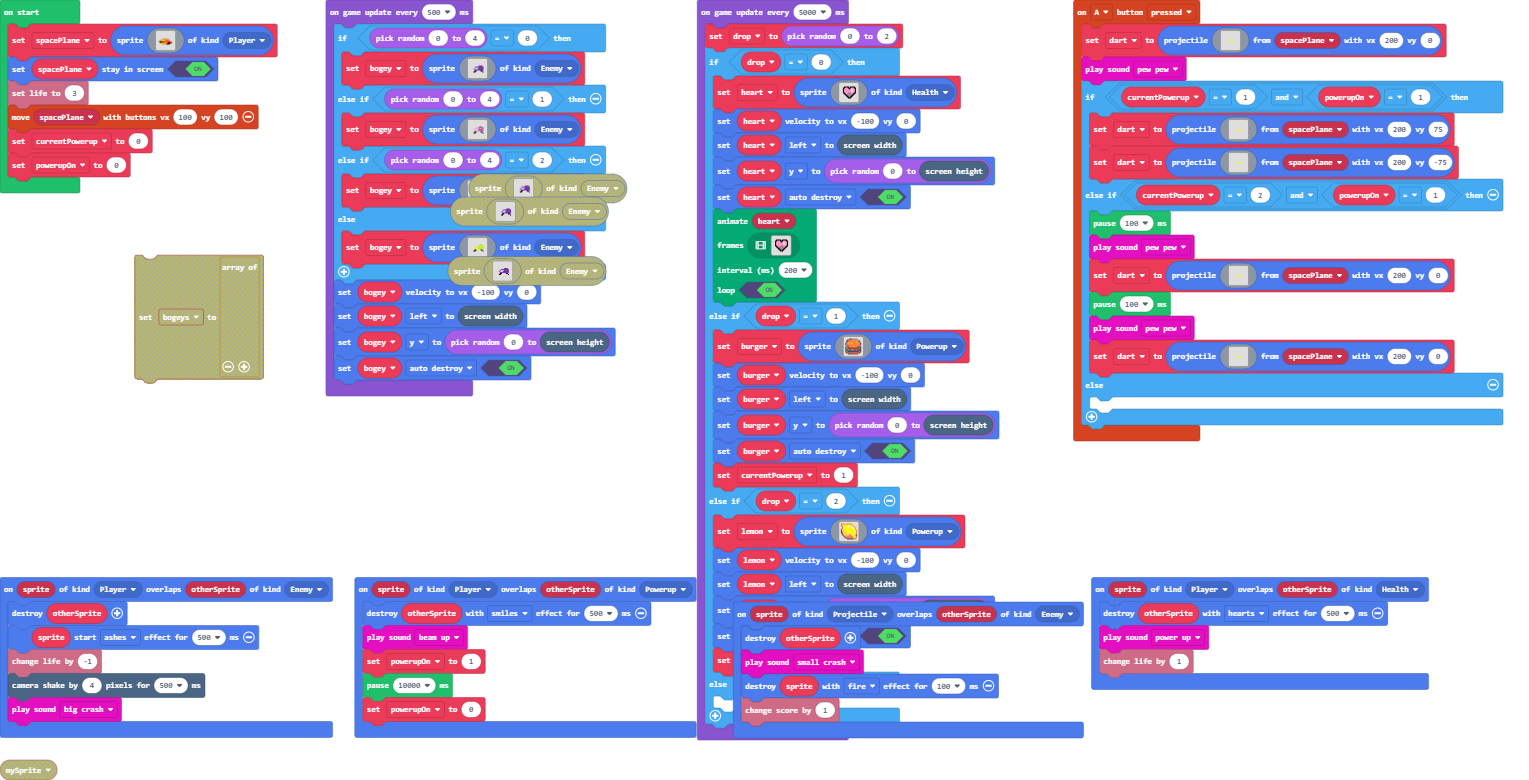 on start
set spacePlane to sprite of kind Player
set spacePlane stay in screen ON
set life to 3
move spacePlane with buttons vx 100 vy 100
set currentPowerup to 0
set powerupOn to 0
set bogeys to array of
on game update every 500 ms
if pick random 0 to 4 = 0 then
set bogey to sprite of kind Enemy
else if pick random 0 to 4 = 1 then
set bogey to sprite of kind Enemy
else if pick random 0 to 4 = 2 then
set bogey to sprite
sprite of kind Enemy
sprite of kind Enemy
else
set bogey to sprite of kind Enemy
sprite of kind Enemy
set bogey velocity to vx -100 vy 0
set bogey left to screen width
set bogey y to pick random 0 to screen height
set bogey auto destroy ON
on game update every 5000 ms
set drop to pick random 0 to 2
if drop = 0 then
set heart to sprite of kind Health
set heart velocity to vx -100 vy 0
set heart left to screen width
set heart y to pick random 0 to screen height
set heart auto destroy ON
animate heart
frames
interval (ms) 200
loop ON
else if drop = 1 then
set burger to sprite of kind Powerup
set burger velocity to vx -100 vy 0
set burger left to screen width
set burger y to pick random 0 to screen height
set burger auto destroy ON
set currentPowerup to 1
else if drop = 2 then
set lemon to sprite of kind Powerup
set lemon velocity to vx -100 vy 0
set lemon left to screen width
set
set ON
set
else
on A button pressed
set dart to projectile from spacePlane with vx 200 vy 0
play sound pew pew
if currentPowerup = 1 and powerupOn = 1 then
set dart to projectile from spacePlane with vx 200 vy 75
set dart to projectile from spacePlane with vx 200 vy -75
else if currentPowerup = 2 and powerupOn = 1 then
pause 100 ms
play sound pew pew
set dart to projectile from spacePlane with vx 200 vy 0
pause 100 ms
play sound pew pew
set dart to projectile from spacePlane with vx 200 vy 0
else
on sprite of kind Player overlaps otherSprite of kind Enemy
destroy otherSprite
sprite start ashes effect for 500 ms
change life by -1
camera shake by 4 pixels for 500 ms
play sound big crash
on sprite of kind Player overlaps otherSprite of kind Powerup
destroy otherSprite with smiles effect for 500 ms
play sound beam up
set powerupOn to 1
pause 10000 ms
set powerupOn to 0
on sprite of kind Projectile overlaps otherSprite of kind Enemy
destroy otherSprite
play sound small crash
destroy sprite with fire effect for 100 ms
change score by 1
on sprite of kind Player overlaps otherSprite of kind Health
destroy otherSprite with hearts effect for 500 ms
play sound power up
change life by 1
mySprite